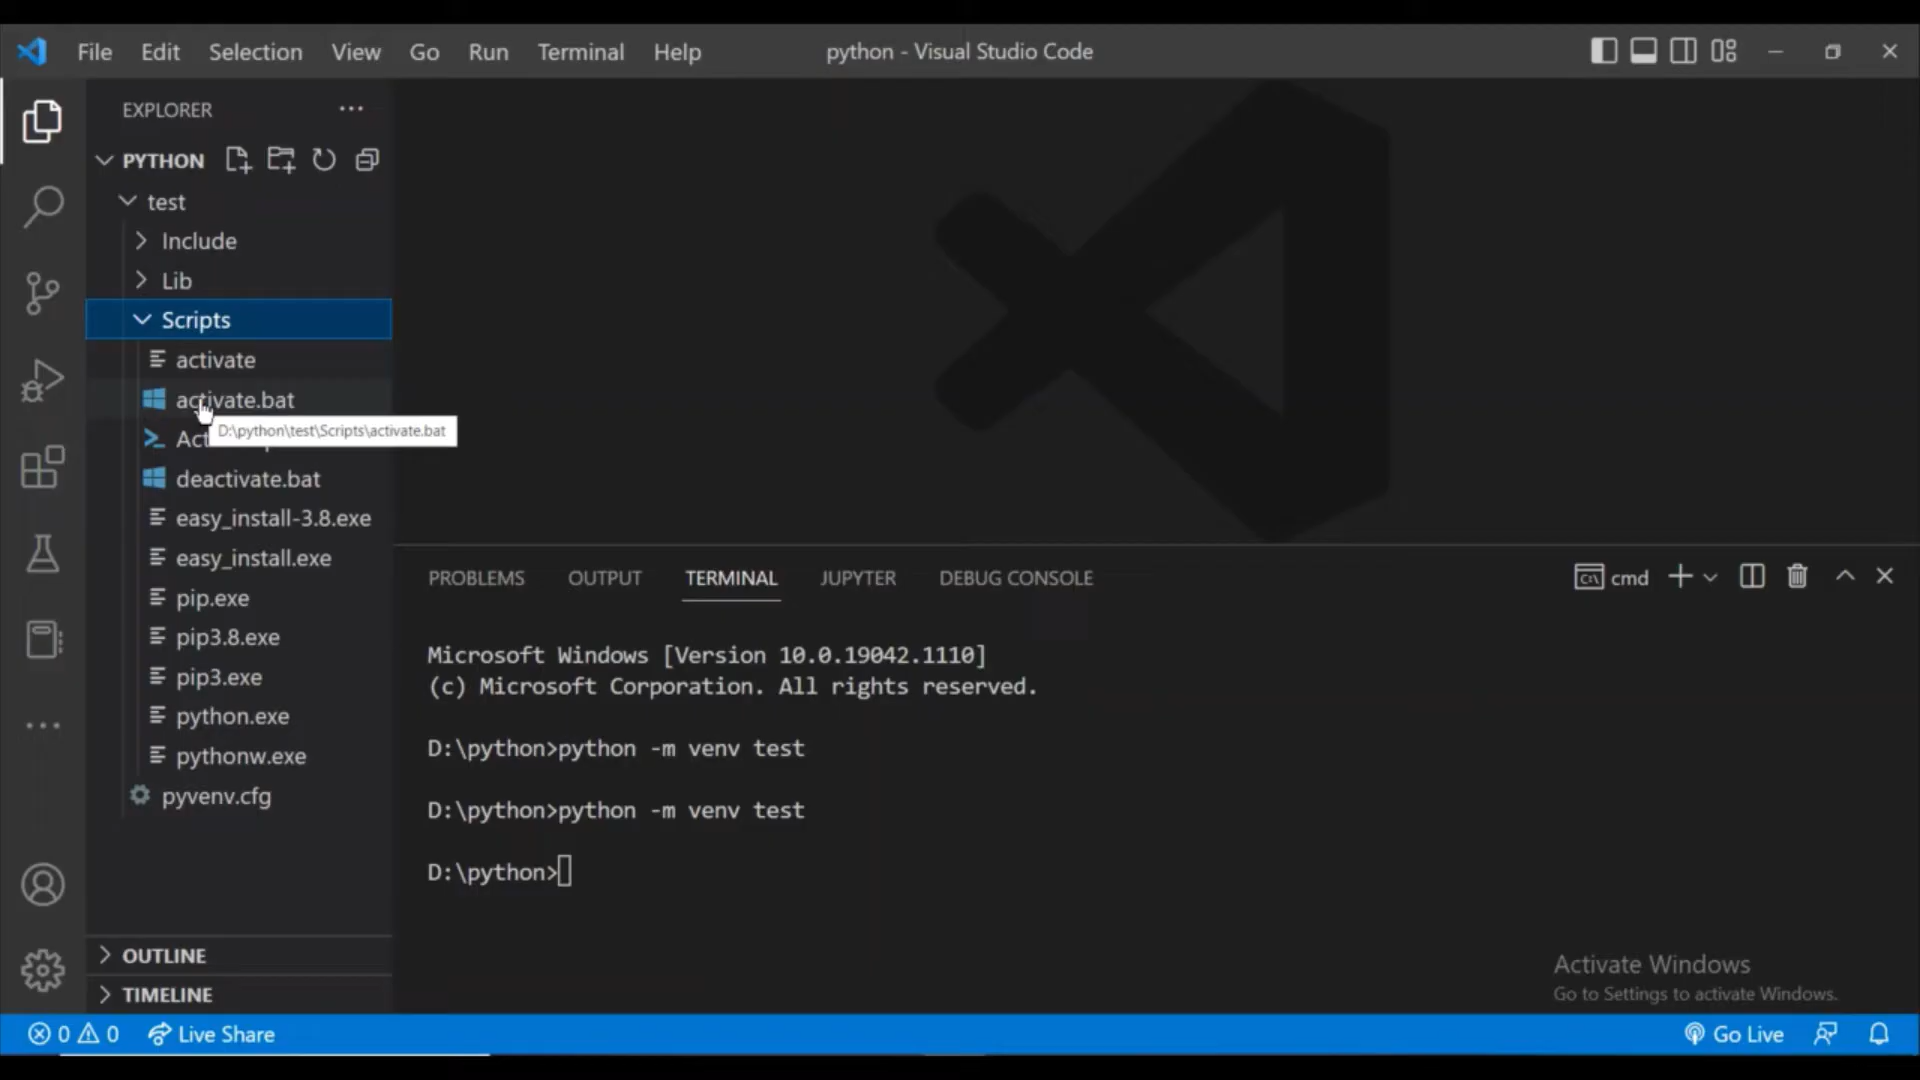 File Edit Selection View Go Run Terminal Help
python - Visual Studio Code
EXPLORER
PYTHON
test
Include
Lib
Scripts
activate
activate.bat
D:\python\test\Scripts\activate.bat
Act
deactivate.bat
easy_install-3.8.exe
easy_install.exe
pip.exe
pip3.8.exe
pip3.exe
python.exe
pythonw.exe
pyvenv.cfg
OUTLINE
TIMELINE
PROBLEMS OUTPUT TERMINAL JUPYTER DEBUG CONSOLE
cmd
Microsoft Windows [Version 10.0.19042.1110]
(c) Microsoft Corporation. All rights reserved.
D:\python>python -m venv test
D:\python>python -m venv test
D:\python>
Activate Windows
Go to Settings to activate Windows.
0 0 Live Share
Go Live